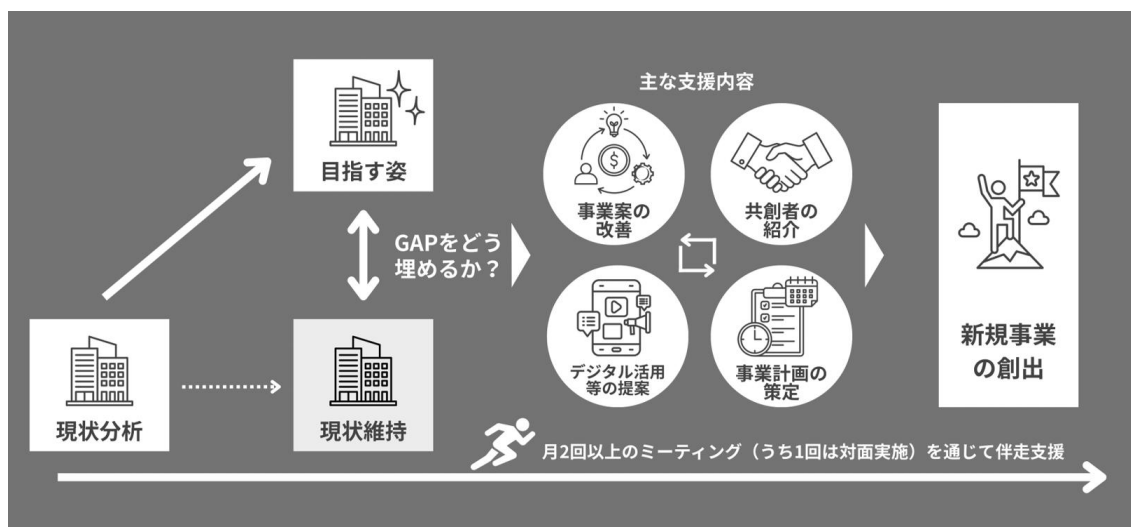 現状分析
目指す姿
現状維持
GAPをどう
埋めるか？
主な支援内容
事業案の
改善
共創者の
紹介
デジタル活用
等の提案
事業計画の
策定
新規事業
の創出
月2回以上のミーティング（うち1回は対面実施）を通じて伴走支援